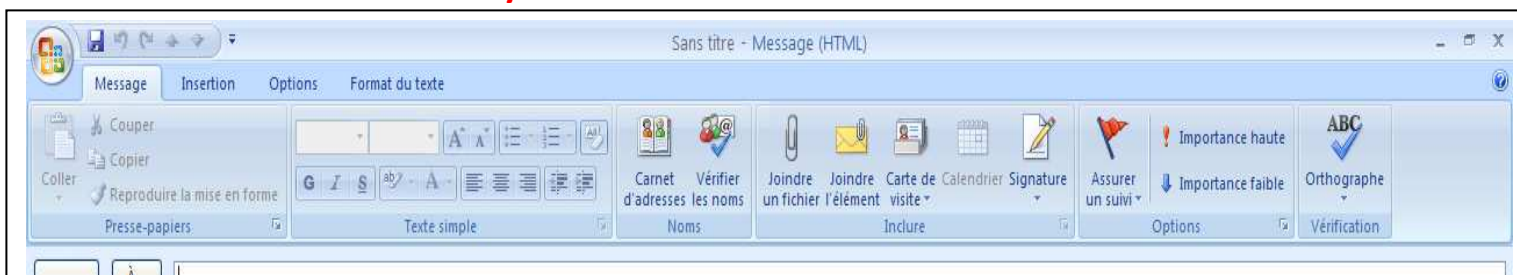 Sans titre - Message (HTML)
Message Insertion Options Format du texte
Couper
Copier
Coller
Reproduire la mise en forme
Presse-papiers
A A
G I S ab A
Texte simple
Carnet d'adresses
Vérifier les noms
Noms
Joindre un fichier
Joindre l'élément
Carte de visite
Calendrier
Signature
Inclure
Assurer un suivi
Importance haute
Importance faible
Options
ABC
Orthographe
Vérification
À